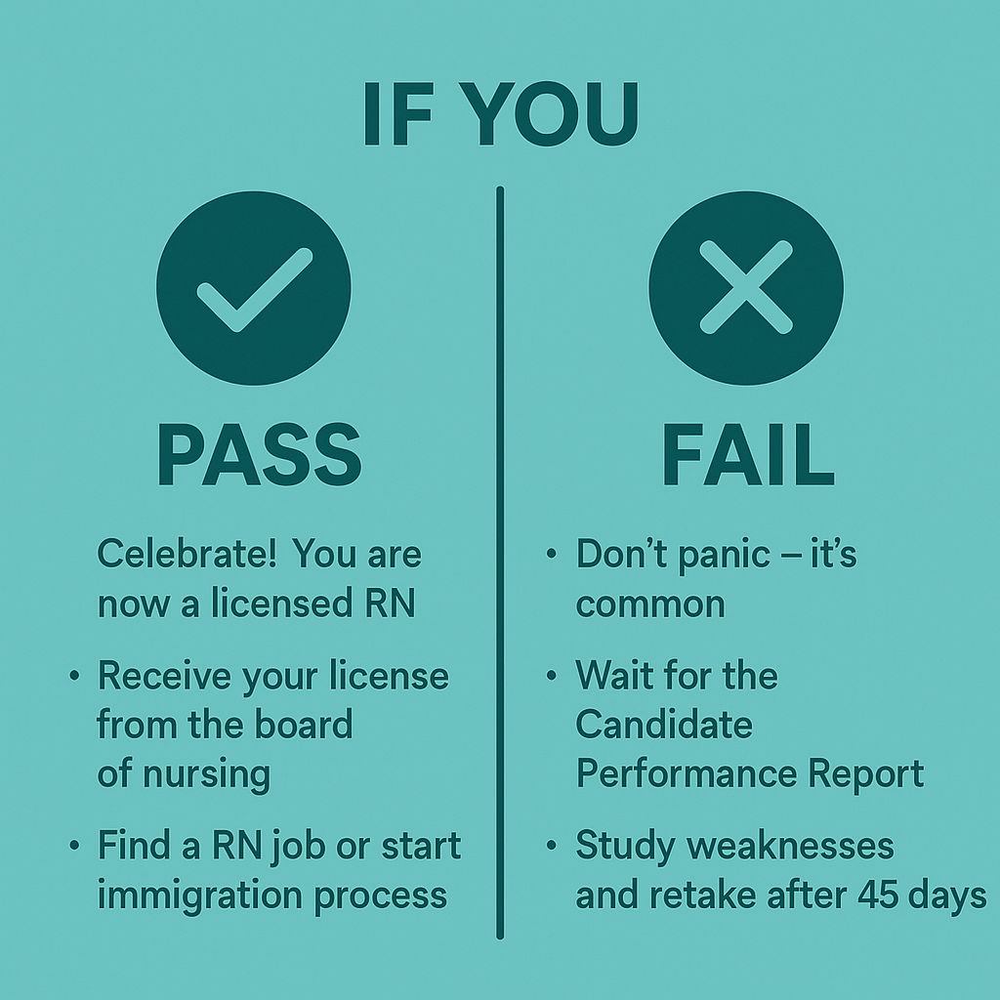 IF YOU
PASS
Celebrate! You are
now a licensed RN
• Receive your license
from the board
of nursing
• Find a RN job or start
immigration process
FAIL
• Don't panic – it's
common
• Wait for the
Candidate
Performance Report
• Study weaknesses
and retake after 45 days